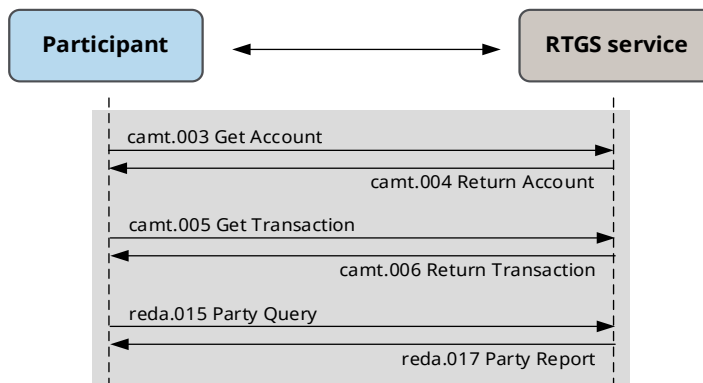 Participant
RTGS service
camt.003 Get Account
camt.004 Return Account
camt.005 Get Transaction
camt.006 Return Transaction
reda.015 Party Query
reda.017 Party Report